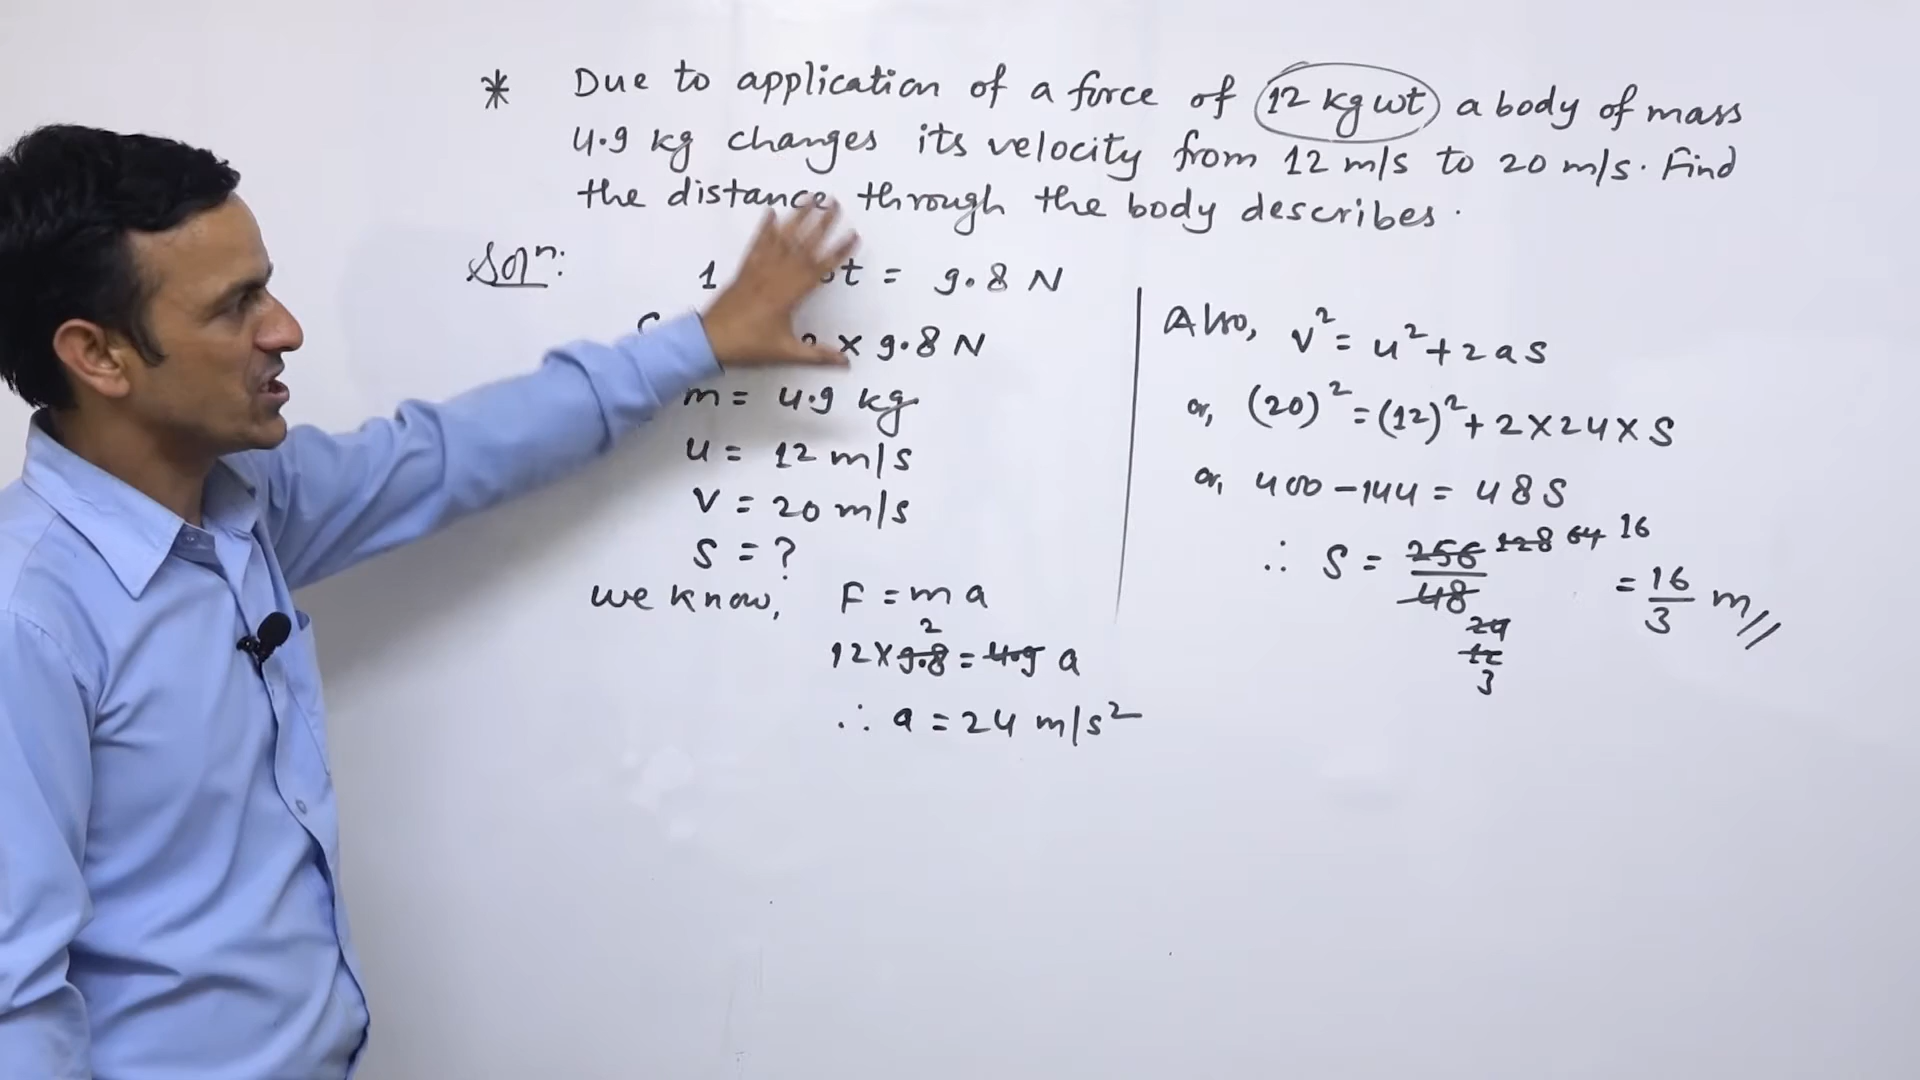 * Due to application of a force of 12 kg wt a body of mass
4.9 kg changes its velocity from 12 m/s to 20 m/s. Find
the distance through the body describes.
Solⁿ:
1 = 9.8 N
x 9.8 N
m = 4.9 kg
u = 12 m/s
V = 20 m/s
S = ?
we know, F = m a
2
12 x 9.8 = 4.9 a
∴ a = 24 m/s²
Also, v² = u² + 2 a s
or, (20)² = (12)² + 2 x 24 x S
or, 400 - 144 = 48 S
∴ S = 256/48 128 64 16 = 16/3 m//
24
12
3